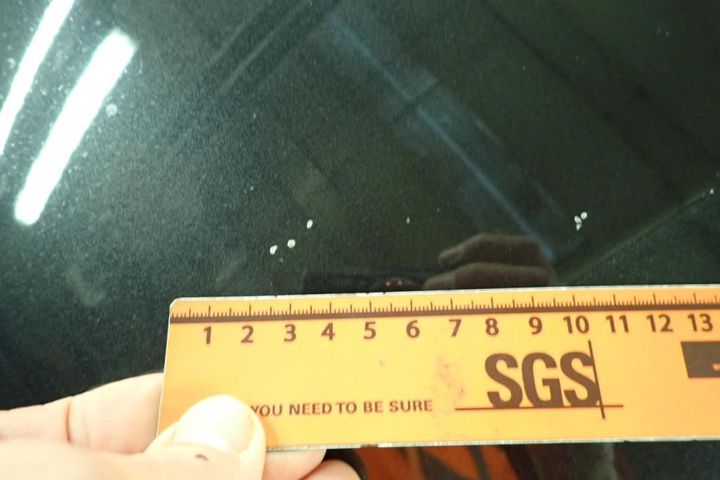 1 2 3 4 5 6 7 8 9 10 11 12 13
SGS
YOU NEED TO BE SURE